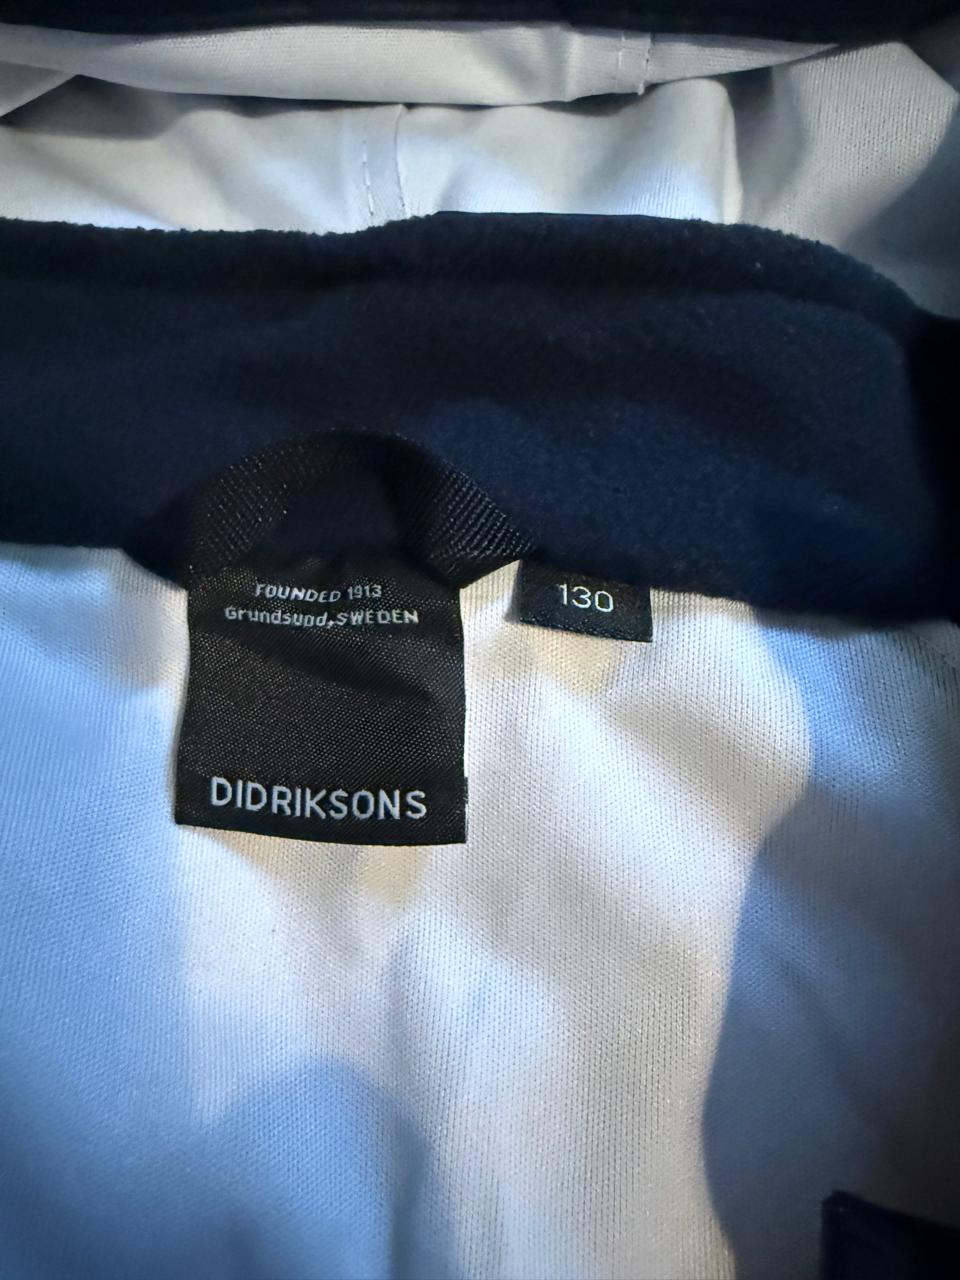 FOUNDED 1913
Grundsund, SWEDEN
130
DIDRIKSONS